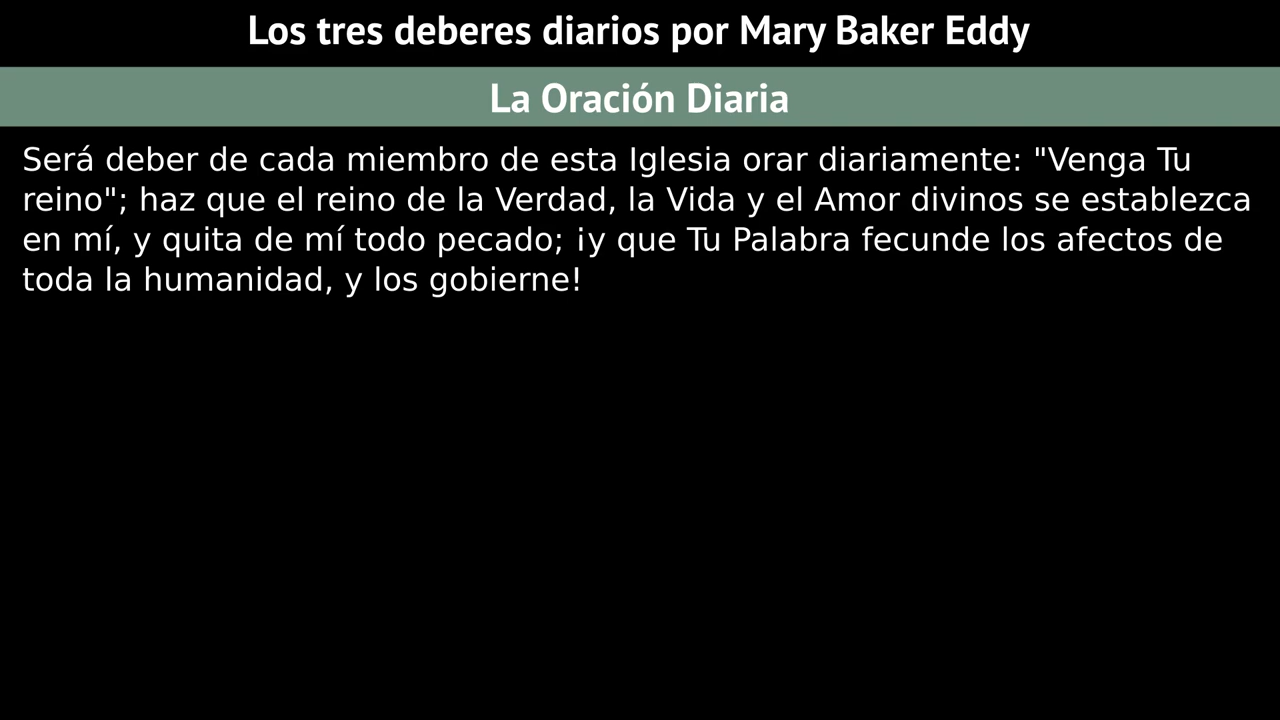 Los tres deberes diarios por Mary Baker Eddy
La Oración Diaria
Será deber de cada miembro de esta Iglesia orar diariamente: "Venga Tu
reino"; haz que el reino de la Verdad, la Vida y el Amor divinos se establezca
en mí, y quita de mí todo pecado; ¡y que Tu Palabra fecunde los afectos de
toda la humanidad, y los gobierne!